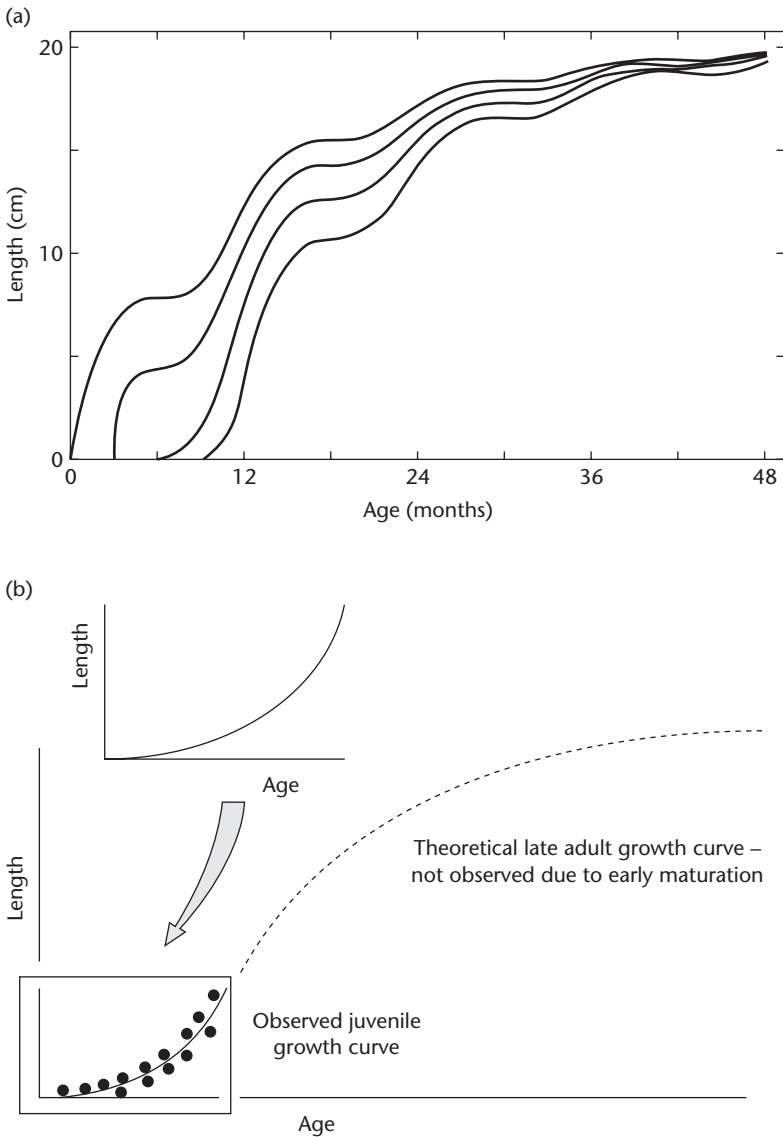 (a)
20
10
0
Length (cm)
0 12 24 36 48
Age (months)
(b)
Length
Age
Length
Theoretical late adult growth curve –
not observed due to early maturation
Observed juvenile
growth curve
Age